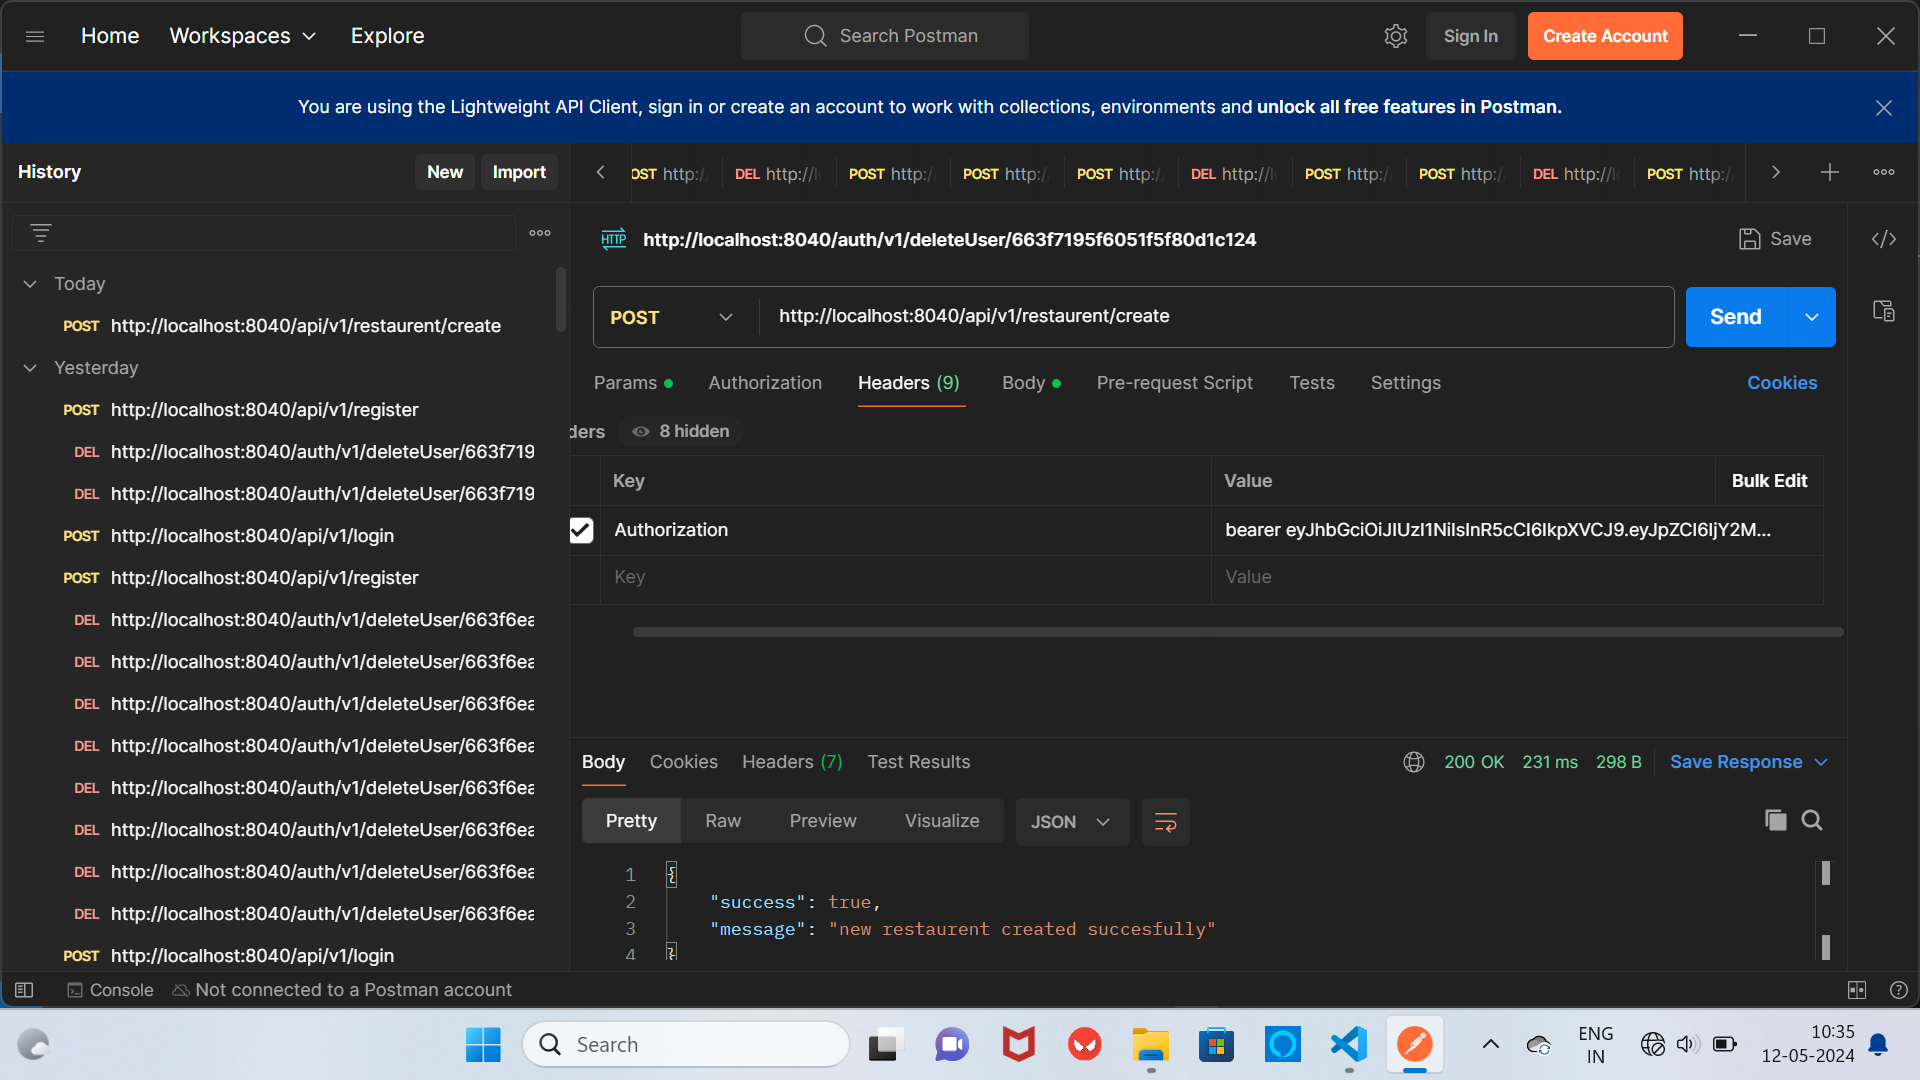 Home
Workspaces
Explore
Search Postman
Sign In
Create Account
You are using the Lightweight API Client, sign in or create an account to work with collections, environments and unlock all free features in Postman.
History
New
Import
OST http:/
DEL http://l
POST http:/
POST http:/
POST http:/
DEL http://l
POST http:/
POST http:/
DEL http://l
POST http:/
HTTP
http://localhost:8040/auth/v1/deleteUser/663f7195f6051f5f80d1c124
Save
Today
POST http://localhost:8040/api/v1/restaurent/create
Yesterday
POST http://localhost:8040/api/v1/register
DEL http://localhost:8040/auth/v1/deleteUser/663f719
DEL http://localhost:8040/auth/v1/deleteUser/663f719
POST http://localhost:8040/api/v1/login
POST http://localhost:8040/api/v1/register
DEL http://localhost:8040/auth/v1/deleteUser/663f6ea
DEL http://localhost:8040/auth/v1/deleteUser/663f6ea
DEL http://localhost:8040/auth/v1/deleteUser/663f6ea
DEL http://localhost:8040/auth/v1/deleteUser/663f6ea
DEL http://localhost:8040/auth/v1/deleteUser/663f6ea
DEL http://localhost:8040/auth/v1/deleteUser/663f6ea
DEL http://localhost:8040/auth/v1/deleteUser/663f6ea
DEL http://localhost:8040/auth/v1/deleteUser/663f6ea
POST http://localhost:8040/api/v1/login
POST
http://localhost:8040/api/v1/restaurent/create
Send
Params
Authorization
Headers (9)
Body
Pre-request Script
Tests
Settings
Cookies
ders
8 hidden
Key
Value
Bulk Edit
Authorization
bearer eyJhbGciOiJIUzI1NiIsInR5cCI6IkpXVCJ9.eyJpZCI6IjY2M...
Key
Value
Body
Cookies
Headers (7)
Test Results
200 OK
231 ms
298 B
Save Response
Pretty
Raw
Preview
Visualize
JSON
1 {
2 "success": true,
3 "message": "new restaurent created succesfully"
4 }
Console
Not connected to a Postman account
Search
ENG
IN
10:35
12-05-2024